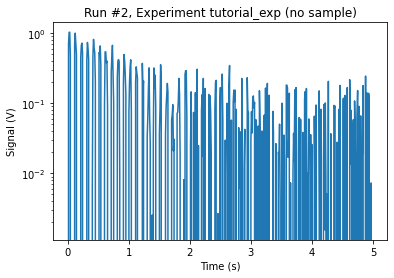 Run #2, Experiment tutorial_exp (no sample)
Signal (V)
10⁰
10⁻¹
10⁻²
0 1 2 3 4 5
Time (s)